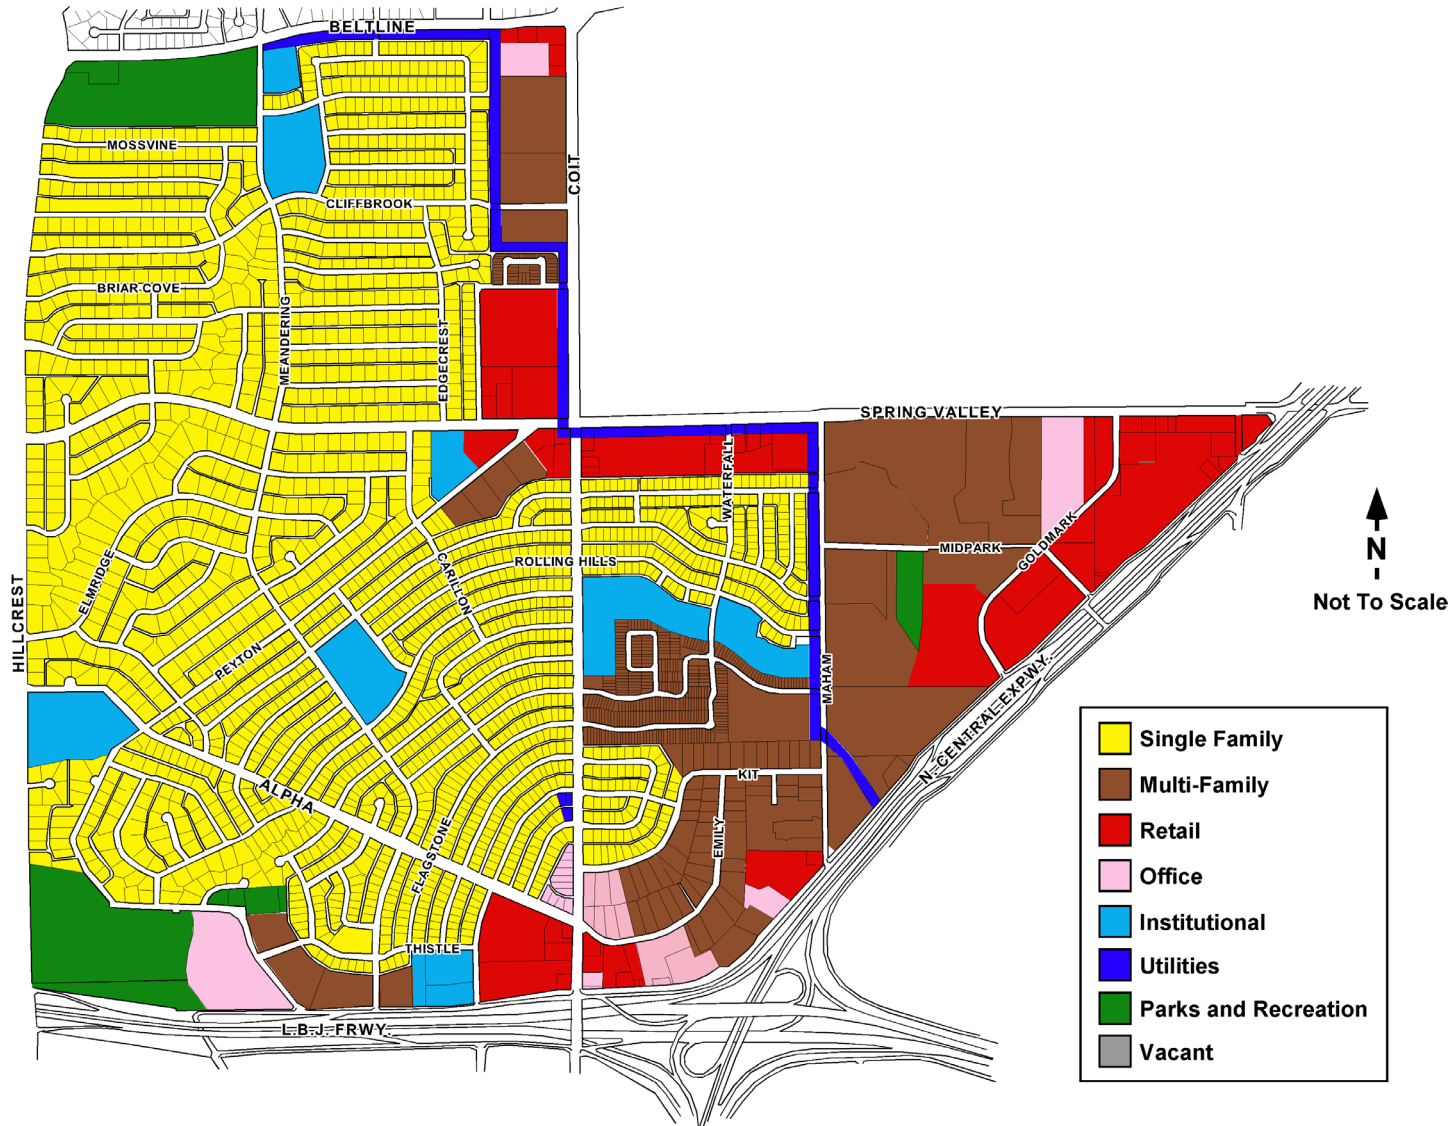 BELTLINE
MOSSVINE
COIT
CLIFFBROOK
BRIAR COVE
MEANDERING
EDGECREST
SPRING VALLEY
WATERFALL
GOLDMARK
MIDPARK
N
ROLLING HILLS
CARILLON
ELMRIDGE
HILLCREST
Not To Scale
PEYTON
MAHAM
N. CENTRAL EXPWY.
KIT
ALPHA
EMILY
FLAGSTONE
THISTLE
L.B.J. FRWY.
Single Family
Multi-Family
Retail
Office
Institutional
Utilities
Parks and Recreation
Vacant